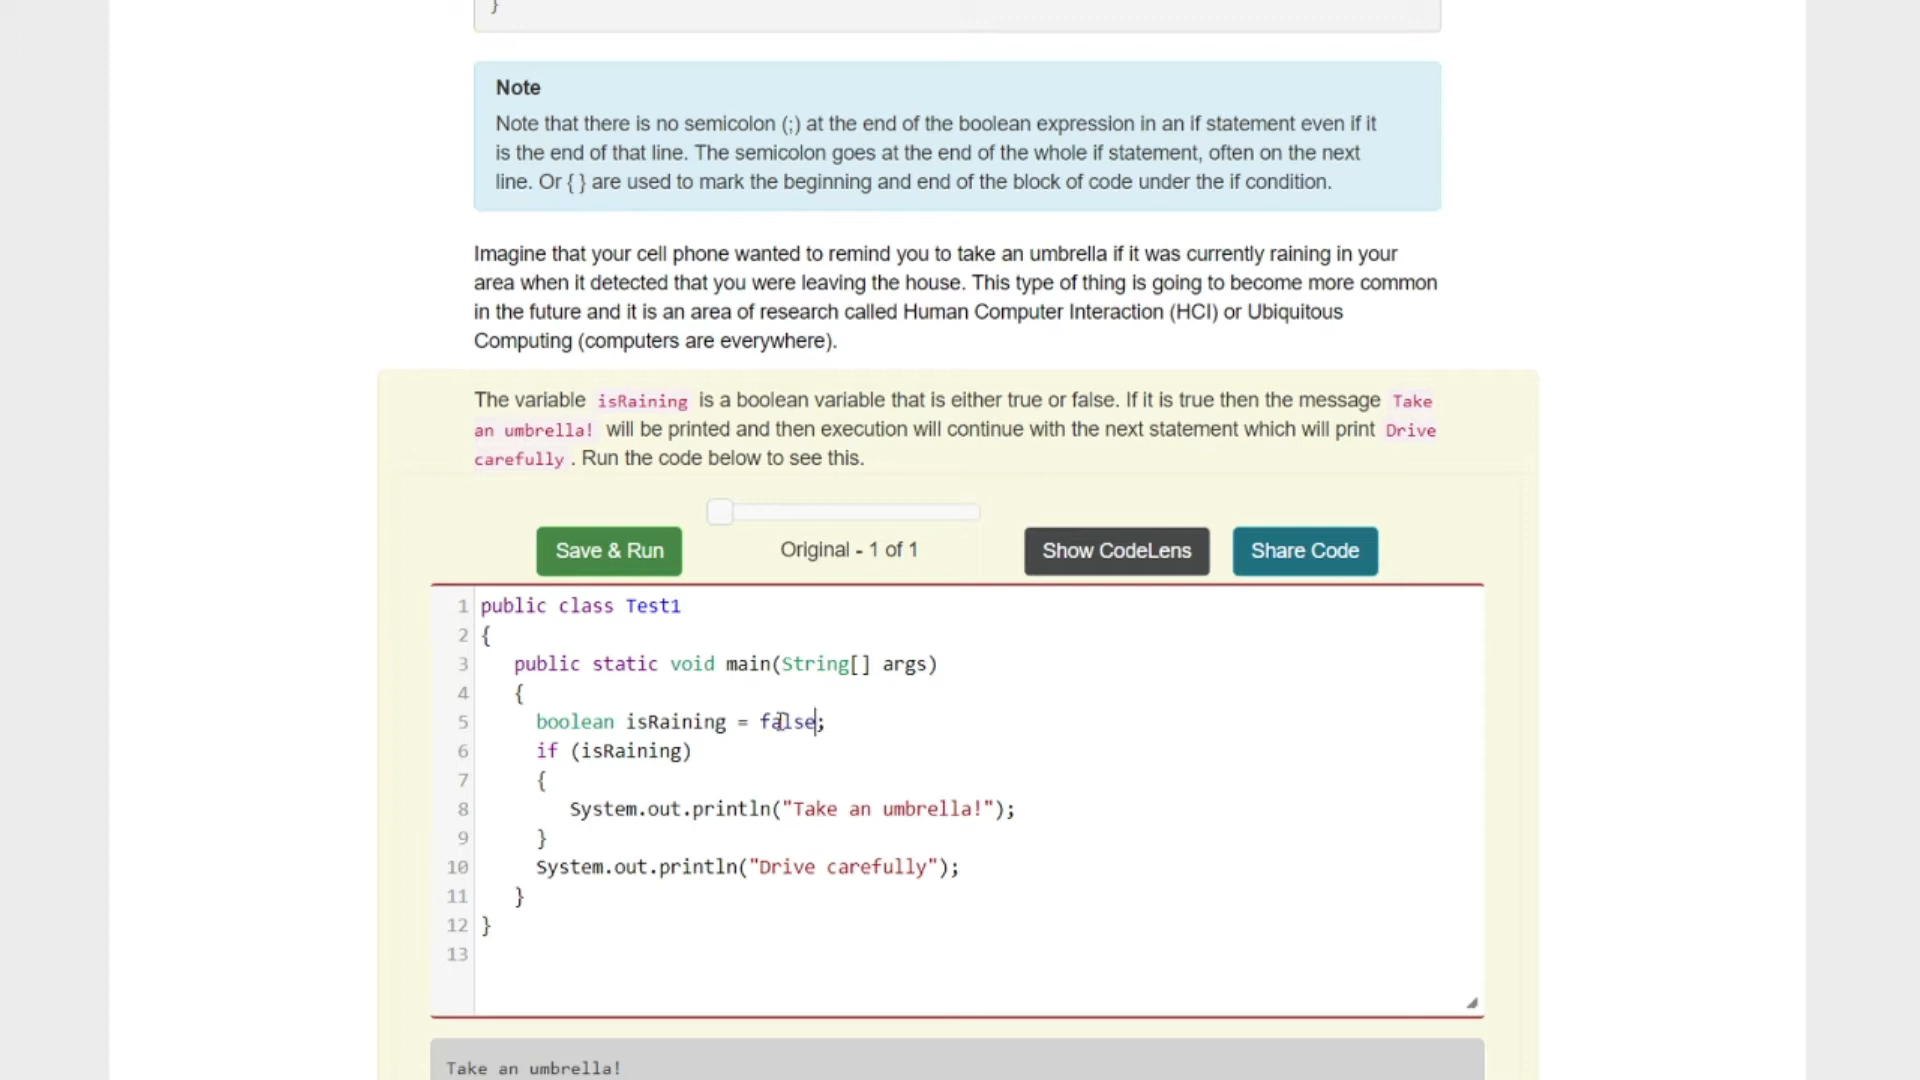 }
Note
Note that there is no semicolon (;) at the end of the boolean expression in an if statement even if it
is the end of that line. The semicolon goes at the end of the whole if statement, often on the next
line. Or { } are used to mark the beginning and end of the block of code under the if condition.
Imagine that your cell phone wanted to remind you to take an umbrella if it was currently raining in your
area when it detected that you were leaving the house. This type of thing is going to become more common
in the future and it is an area of research called Human Computer Interaction (HCI) or Ubiquitous
Computing (computers are everywhere).
The variable isRaining is a boolean variable that is either true or false. If it is true then the message Take
an umbrella! will be printed and then execution will continue with the next statement which will print Drive
carefully . Run the code below to see this.
Save & Run Original - 1 of 1 Show CodeLens Share Code
1 public class Test1
2 {
3 public static void main(String[] args)
4 {
5 boolean isRaining = false;
6 if (isRaining)
7 {
8 System.out.println("Take an umbrella!");
9 }
10 System.out.println("Drive carefully");
11 }
12 }
13
Take an umbrella!